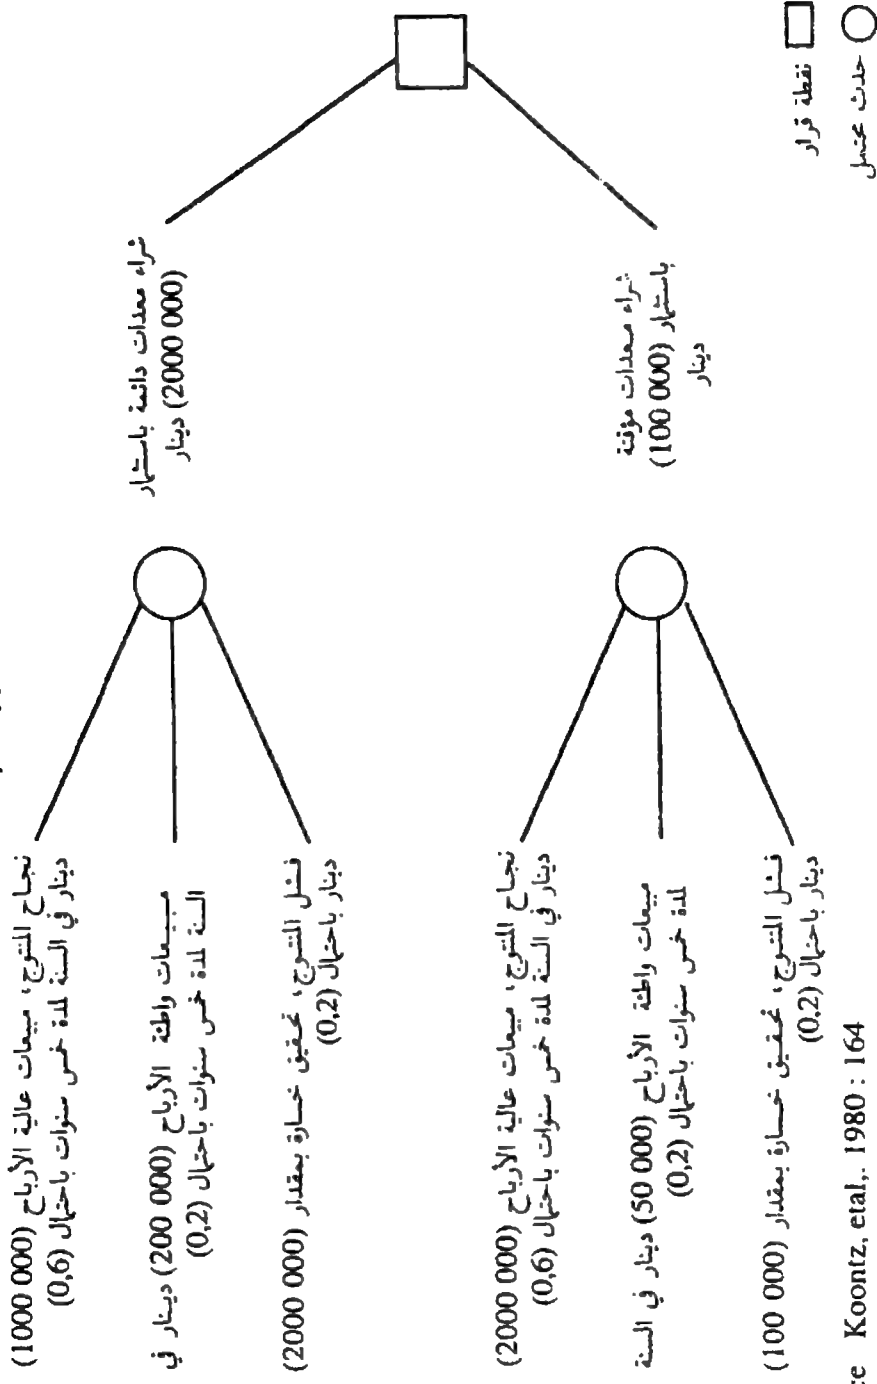 شراء معدات دائمة باستثمار
(2000 000) دينار
شراء معدات مؤقتة
باستثمار (100 000)
دينار
نجاح المنتوج، مبيعات عالية الأرباح (1000 000)
دينار في السنة لمدة خمس سنوات باحتمال (0,6)
مبيعات واطئة الأرباح (200 000) دينار في
السنة لمدة خمس سنوات باحتمال (0,2)
فشل المنتوج، تحقيق خسارة بمقدار (2000 000)
دينار باحتمال (0,2)
نجاح المنتوج، مبيعات عالية الأرباح (2000 000)
دينار في السنة لمدة خمس سنوات باحتمال (0,6)
مبيعات واطئة الأرباح (50 000) دينار في السنة
لمدة خمس سنوات باحتمال (0,2)
فشل المنتوج، تحقيق خسارة بمقدار (100 000)
دينار باحتمال (0,2)
نقطة قرار
حدث محتمل
Koontz, etal,. 1980 : 164